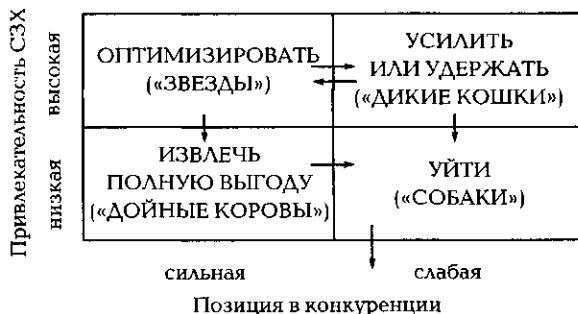 Привлекательность СЗХ
высокая
низкая
ОПТИМИЗИРОВАТЬ
(«ЗВЕЗДЫ»)
УСИЛИТЬ
ИЛИ УДЕРЖАТЬ
(«ДИКИЕ КОШКИ»)
ИЗВЛЕЧЬ
ПОЛНУЮ ВЫГОДУ
(«ДОЙНЫЕ КОРОВЫ»)
УЙТИ
(«СОБАКИ»)
сильная
слабая
Позиция в конкуренции